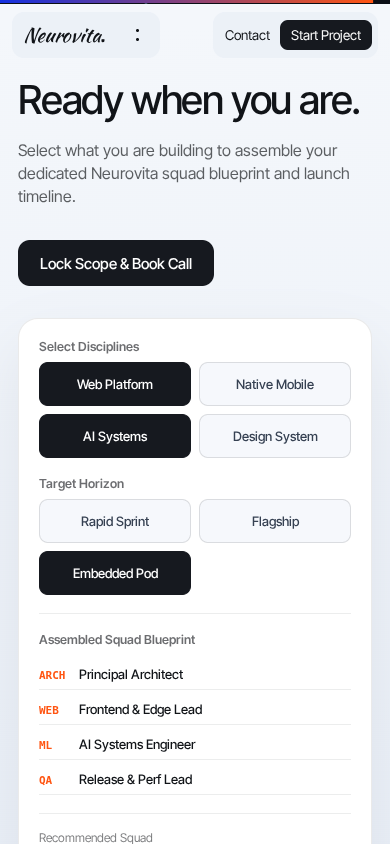 Neurovita.
Contact
Start Project
Ready when you are.
Select what you are building to assemble your
dedicated Neurovita squad blueprint and launch
timeline.
Lock Scope & Book Call
Select Disciplines
Web Platform
Native Mobile
AI Systems
Design System
Target Horizon
Rapid Sprint
Flagship
Embedded Pod
Assembled Squad Blueprint
ARCH Principal Architect
WEB Frontend & Edge Lead
ML AI Systems Engineer
QA Release & Perf Lead
Recommended Squad